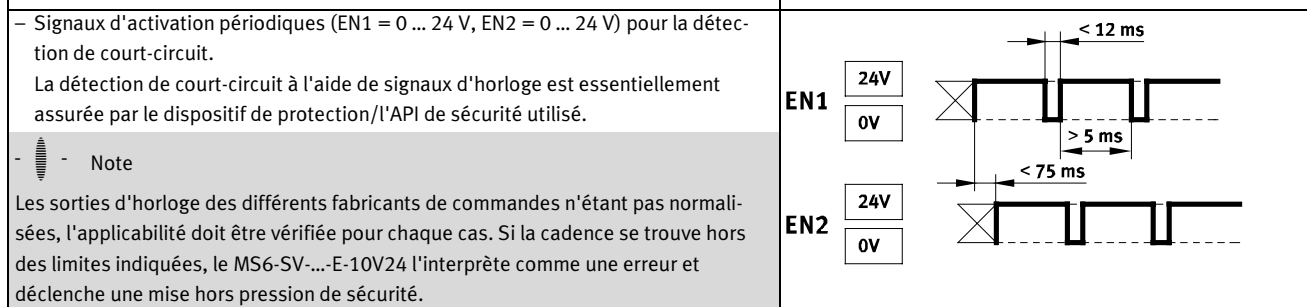 – Signaux d'activation périodiques (EN1 = 0 ... 24 V, EN2 = 0 ... 24 V) pour la détec-
tion de court-circuit.
La détection de court-circuit à l'aide de signaux d'horloge est essentiellement
assurée par le dispositif de protection/l'API de sécurité utilisé.
- - Note
Les sorties d'horloge des différents fabricants de commandes n'étant pas normali-
sées, l'applicabilité doit être vérifiée pour chaque cas. Si la cadence se trouve hors
des limites indiquées, le MS6-SV-...-E-10V24 l'interprète comme une erreur et
déclenche une mise hors pression de sécurité.
< 12 ms
24V
EN1
0V
> 5 ms
< 75 ms
24V
EN2
0V